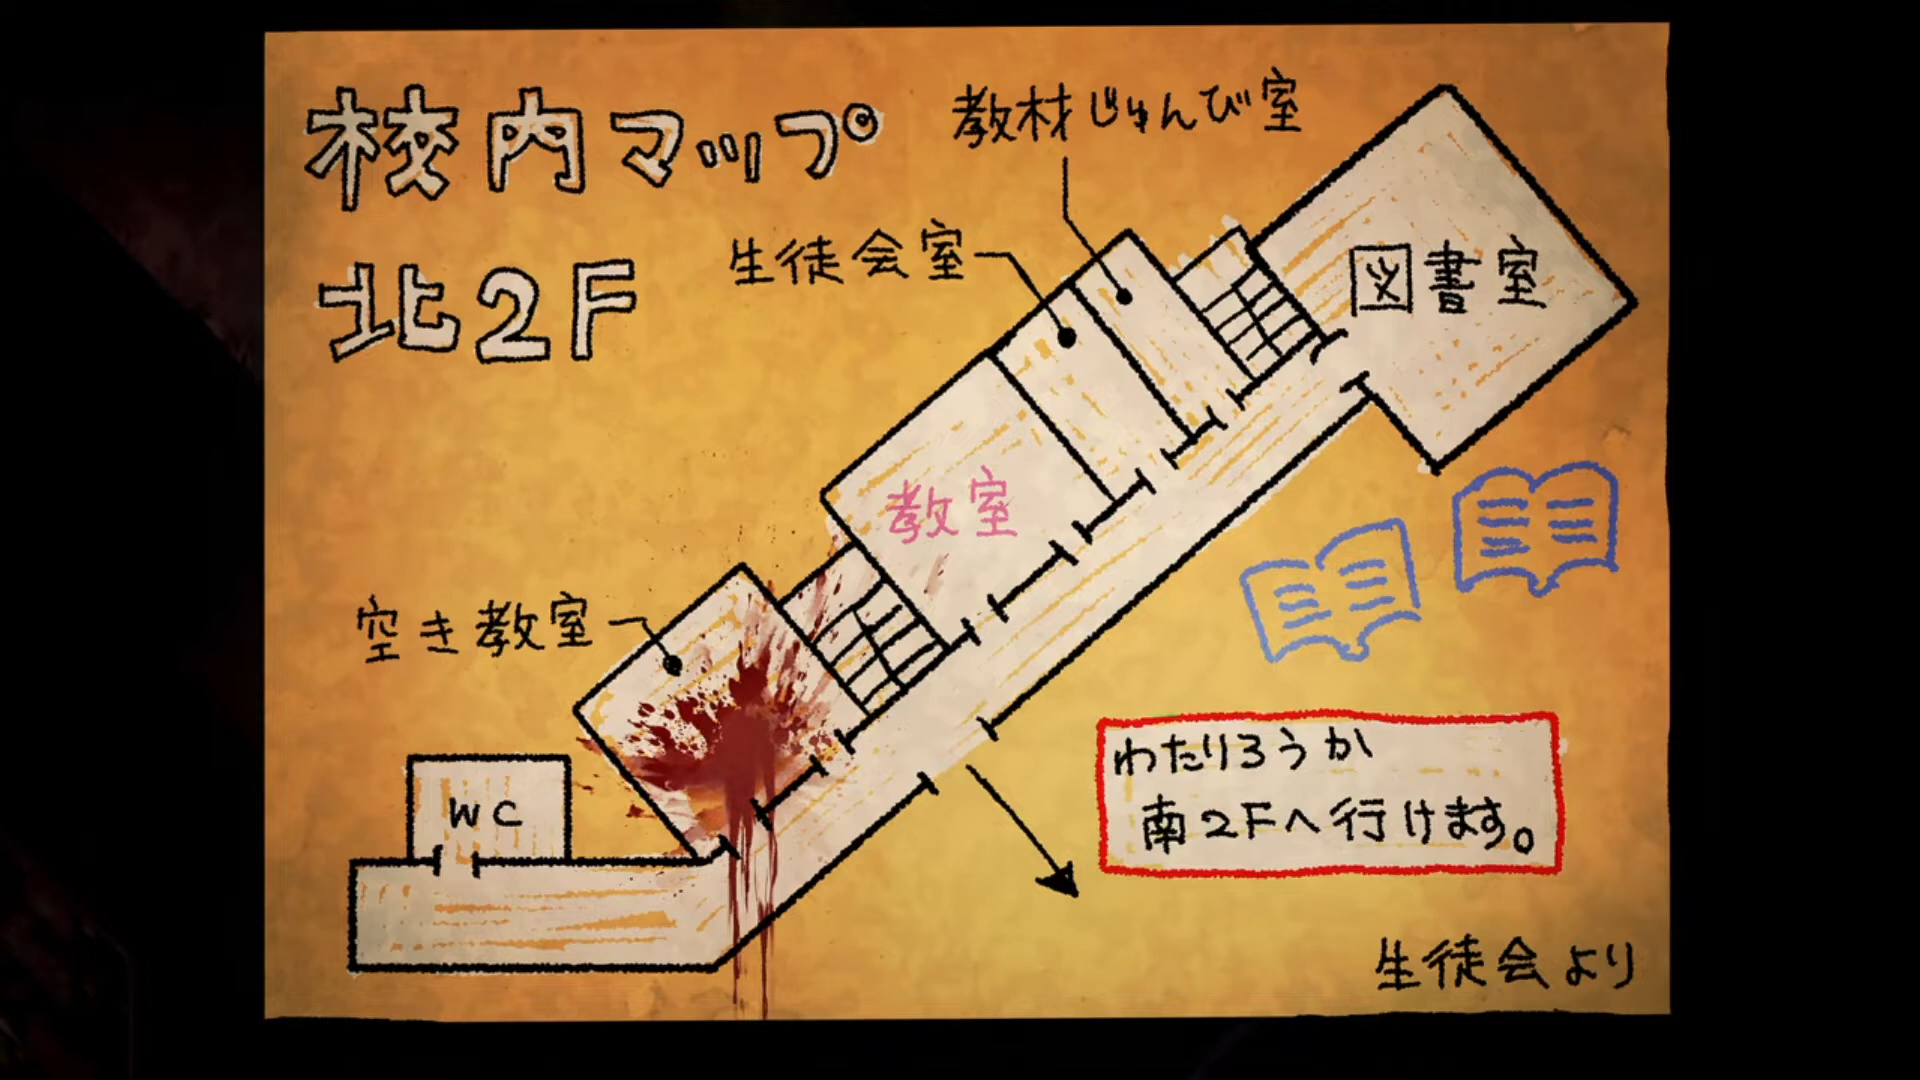 校内マップ
北2F
教材じゅんび室
生徒会室
図書室
教室
空き教室
WC
わたりろうか
南2Fへ行けます。
生徒会より